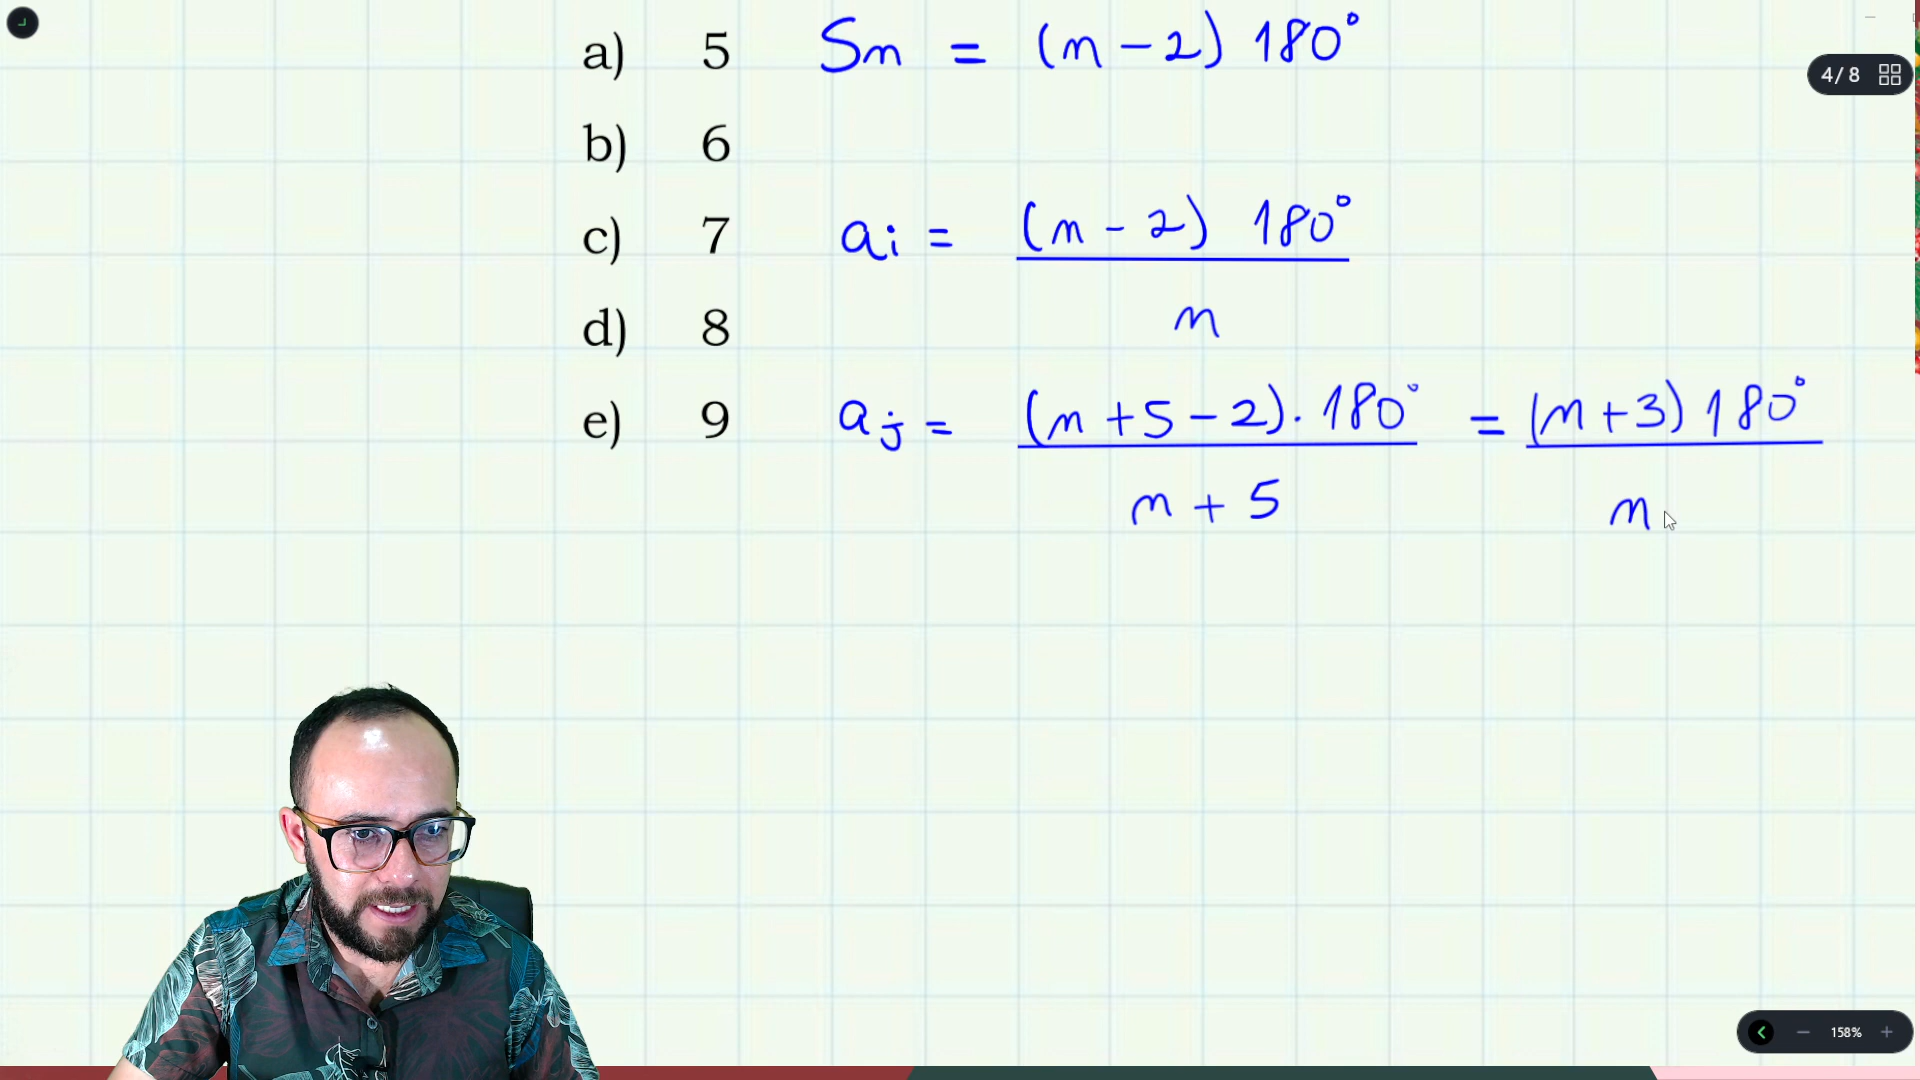 a) 5 Sn = (n - 2) 180°
b) 6
c) 7 ai = (n - 2) 180° / n
d) 8
e) 9 aj = (n + 5 - 2) . 180° / n + 5 = (n + 3) 180° / n
4 / 8
158%